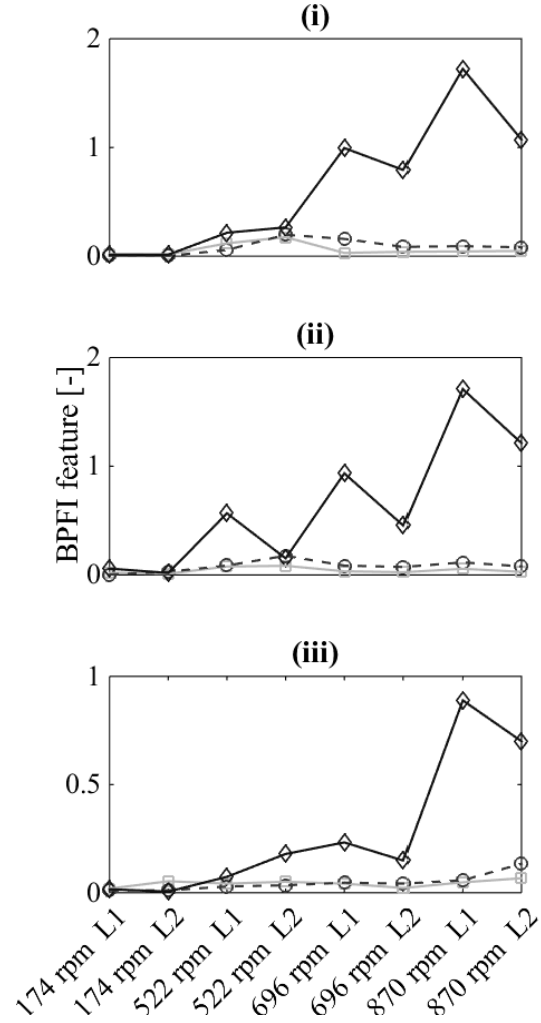 (i)
2
1
0
(ii)
2
1
0
BPFI feature [-]
(iii)
1
0.5
0
174 rpm L1
174 rpm L2
522 rpm L1
522 rpm L2
696 rpm L1
696 rpm L2
870 rpm L1
870 rpm L2